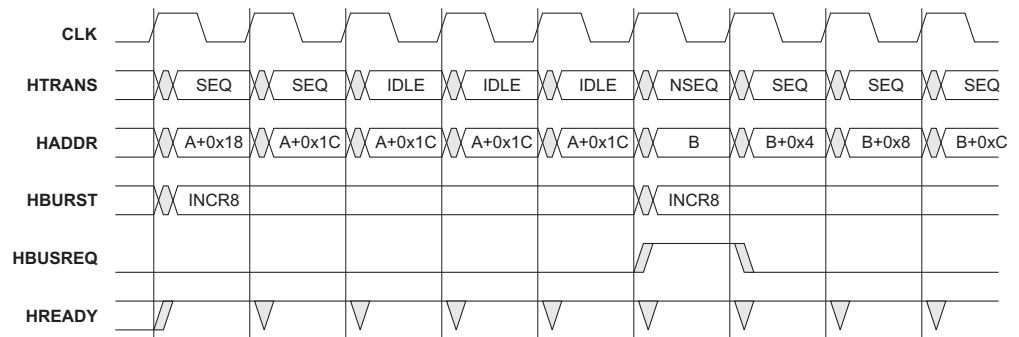 CLK
HTRANS SEQ SEQ IDLE IDLE IDLE NSEQ SEQ SEQ SEQ
HADDR A+0x18 A+0x1C A+0x1C A+0x1C A+0x1C B B+0x4 B+0x8 B+0xC
HBURST INCR8 INCR8
HBUSREQ
HREADY